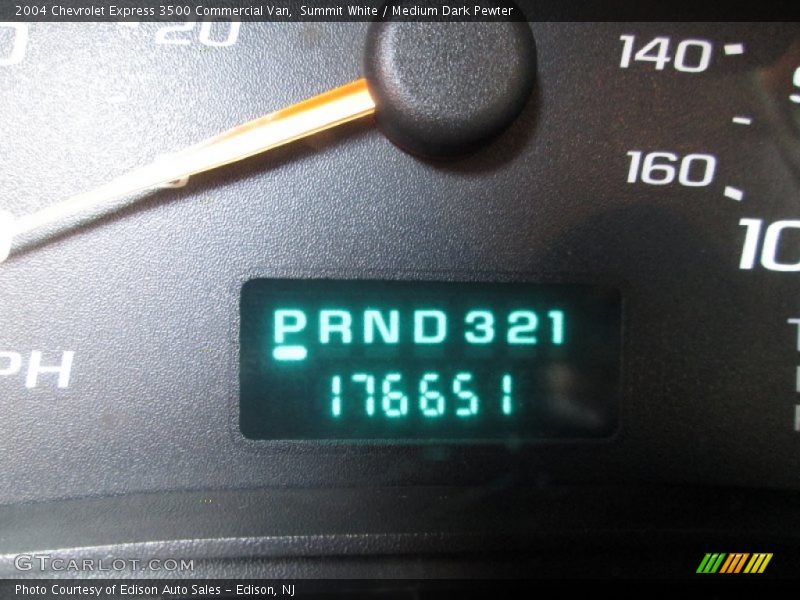 2004 Chevrolet Express 3500 Commercial Van, Summit White / Medium Dark Pewter
20
140
160
PRND321
176651
GTCARLOT.COM
Photo Courtesy of Edison Auto Sales – Edison, NJ